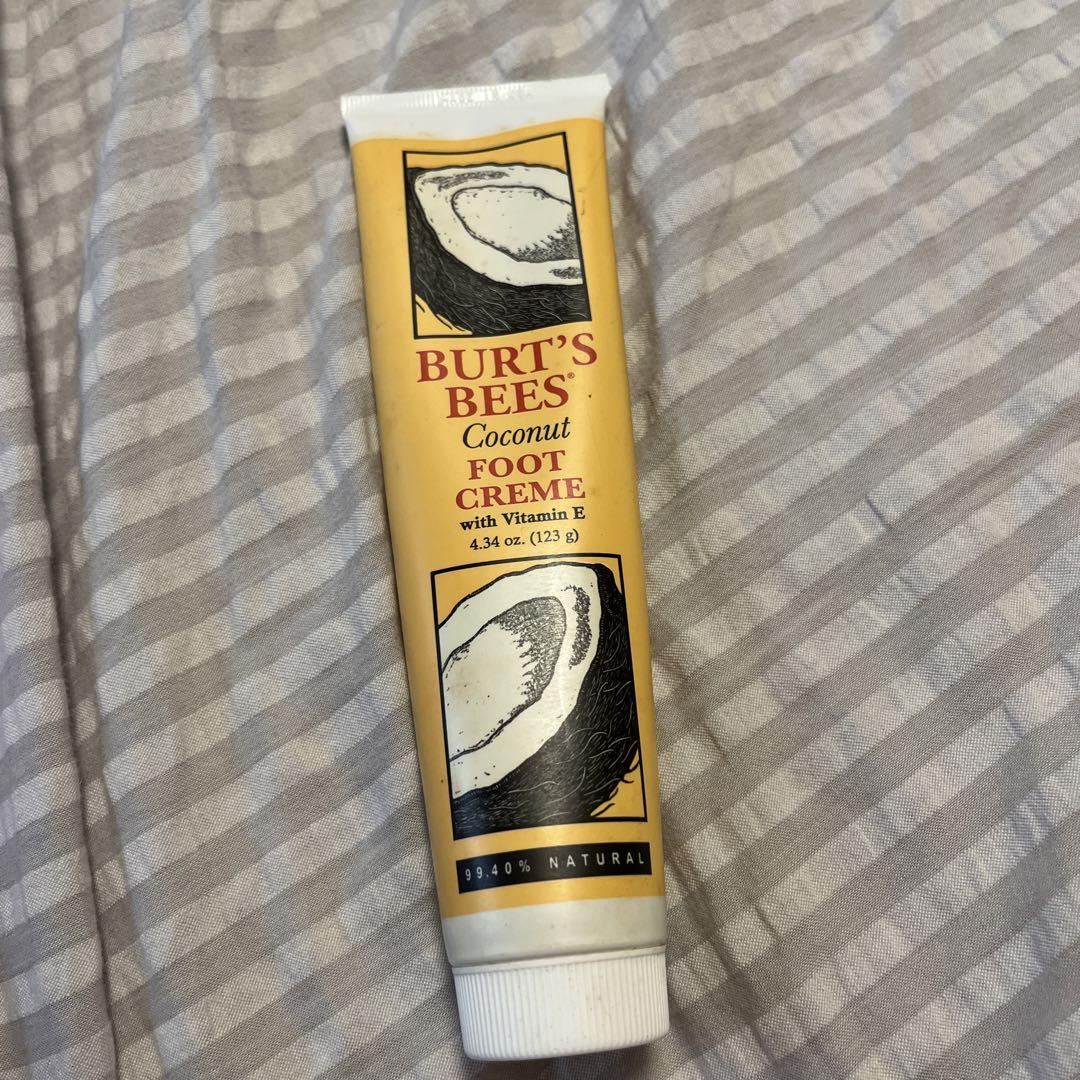 BURT'S
BEES®
Coconut
FOOT
CREME
with Vitamin E
4.34 oz. (123 g)
99.40% NATURAL